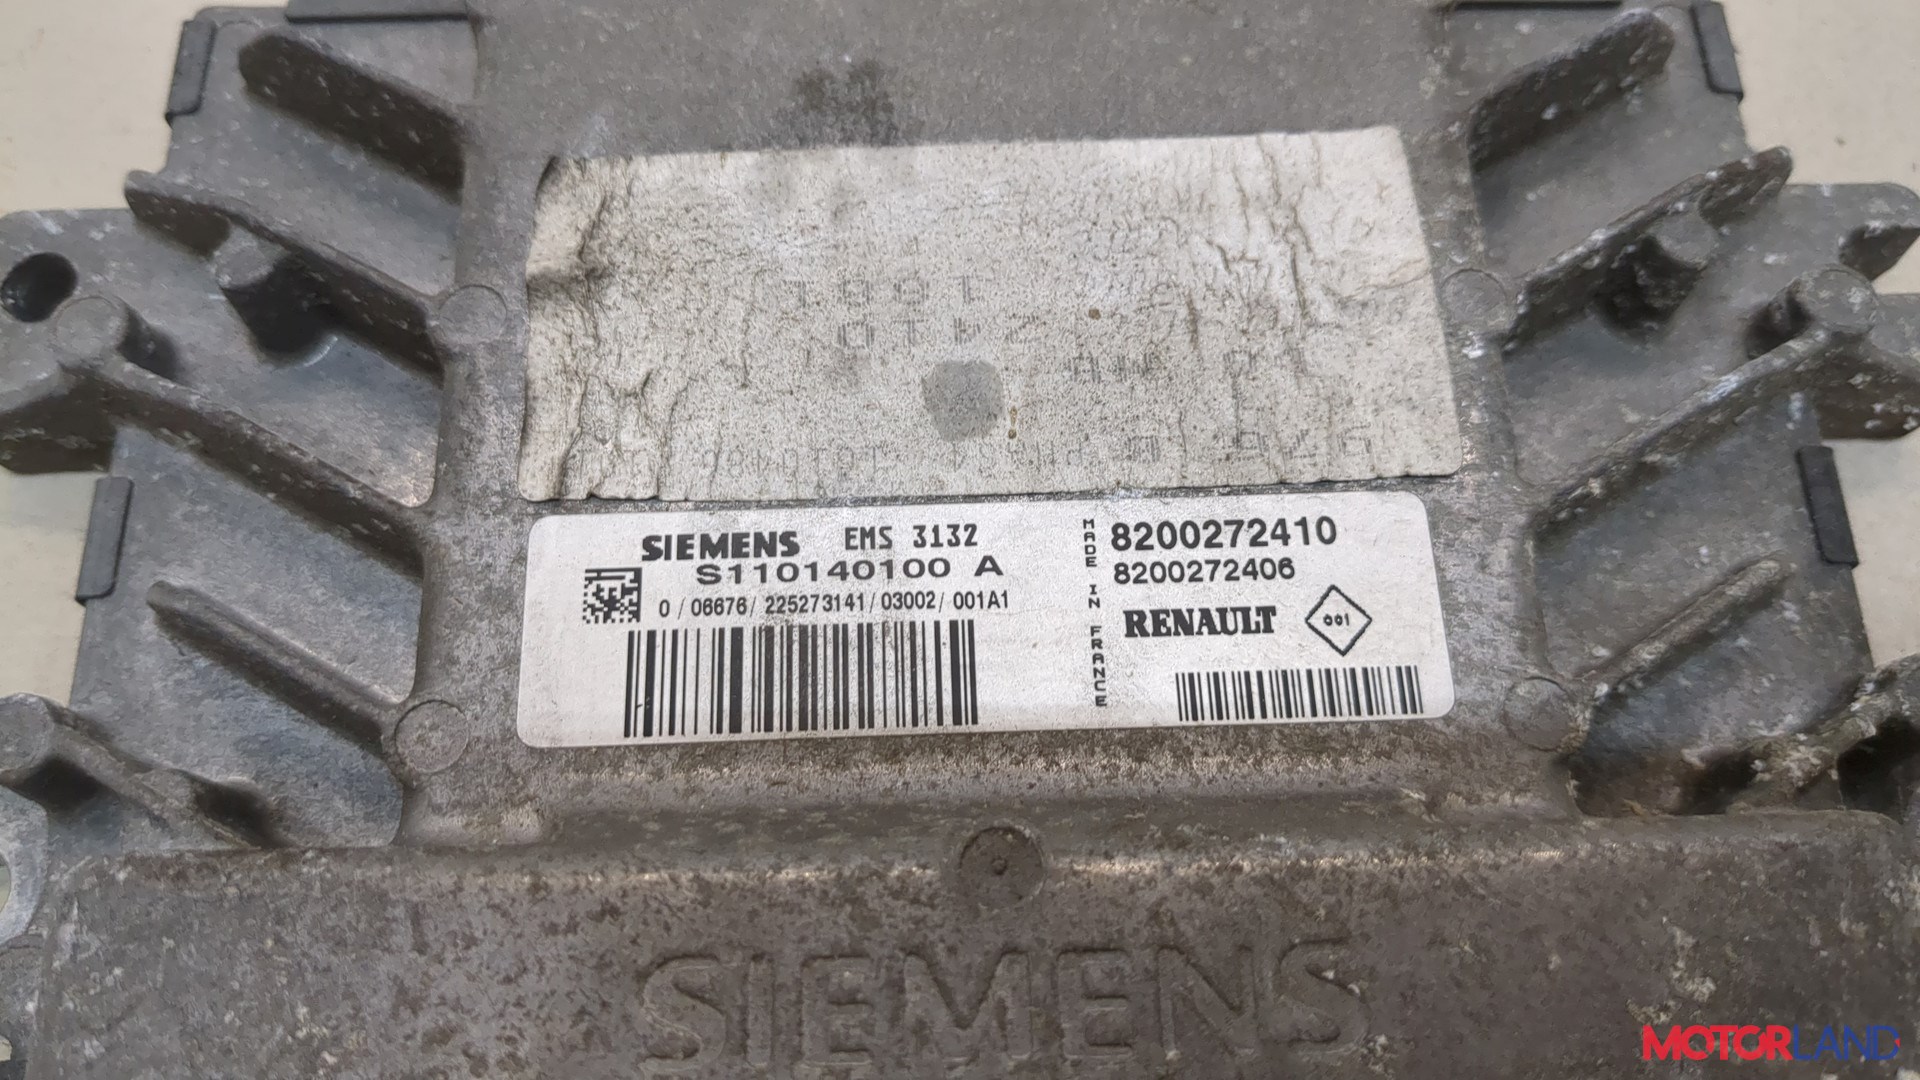 SIEMENS EMS 3132
S110140100 A
0 / 06676 / 225273141 / 03002 / 001A1
MADE IN FRANCE
8200272410
8200272406
RENAULT 001
SIEMENS
MOTORLAND